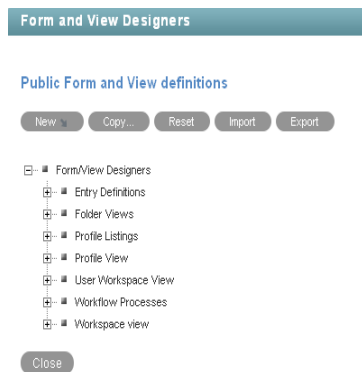 Form and View Designers
Public Form and View definitions
New Copy... Reset Import Export
Form/View Designers
Entry Definitions
Folder Views
Profile Listings
Profile View
User Workspace View
Workflow Processes
Workspace view
Close